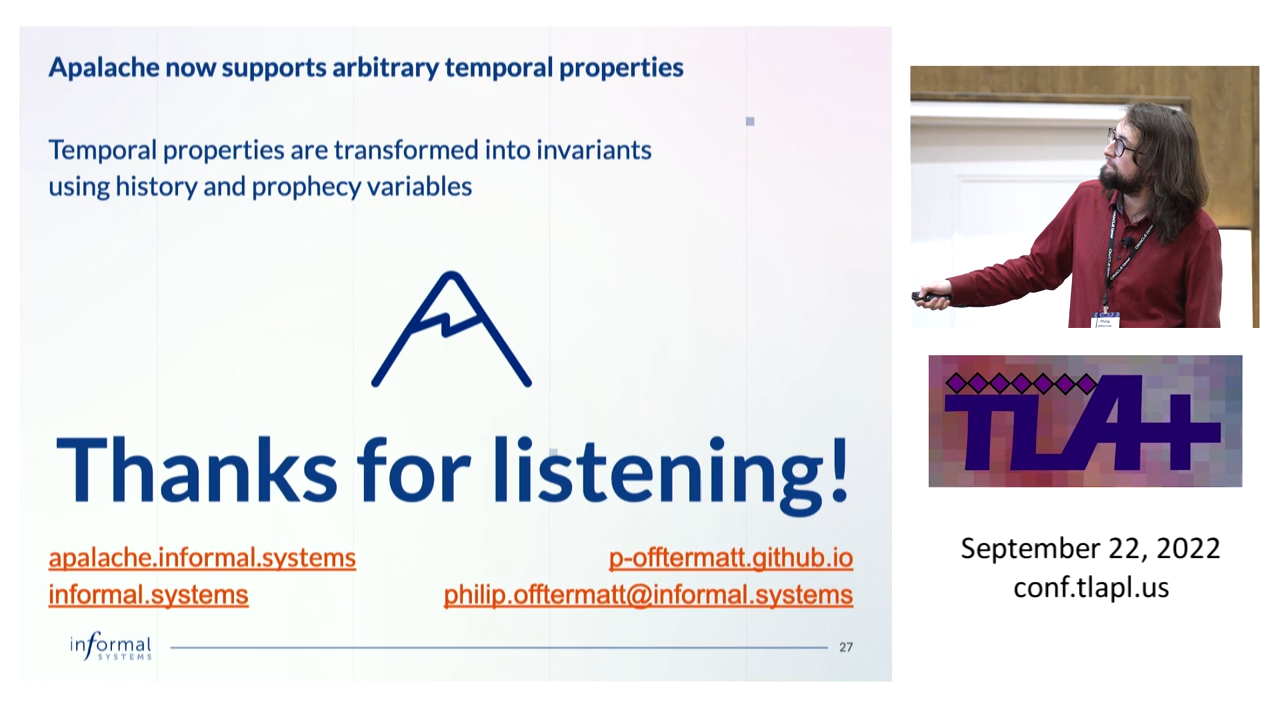 Apalache now supports arbitrary temporal properties
Temporal properties are transformed into invariants
using history and prophecy variables
Thanks for listening!
apalache.informal.systems
informal.systems
p-offtermatt.github.io
philip.offtermatt@informal.systems
informal
SYSTEMS
27
TLA+
September 22, 2022
conf.tlapl.us